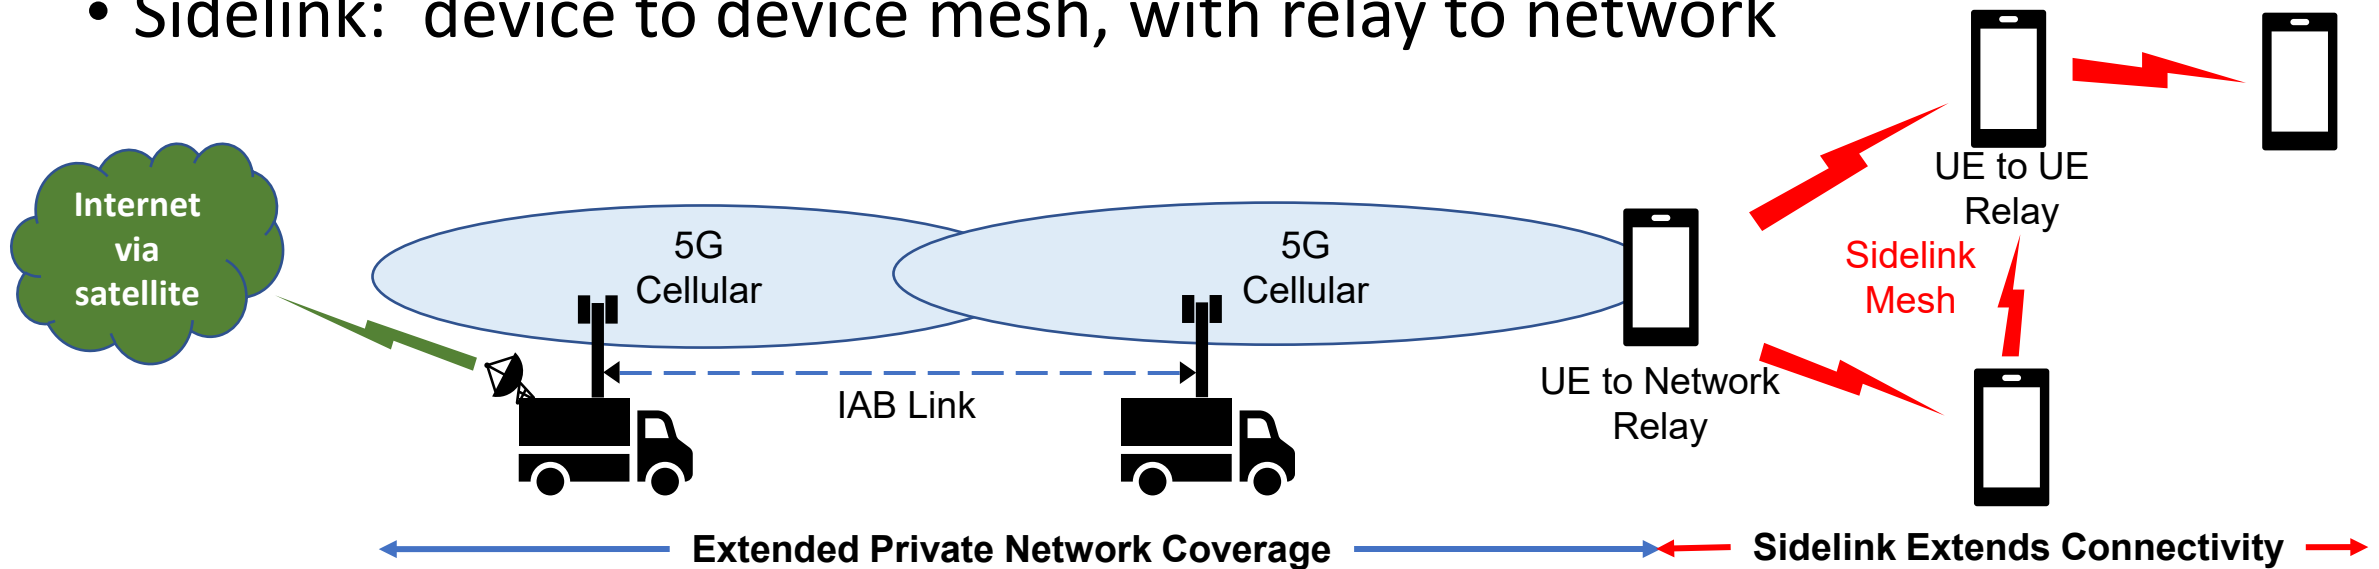 • Sidelink: device to device mesh, with relay to network
Internet
via
satellite
5G
Cellular
5G
Cellular
IAB Link
UE to Network
Relay
UE to UE
Relay
Sidelink
Mesh
Extended Private Network Coverage
Sidelink Extends Connectivity